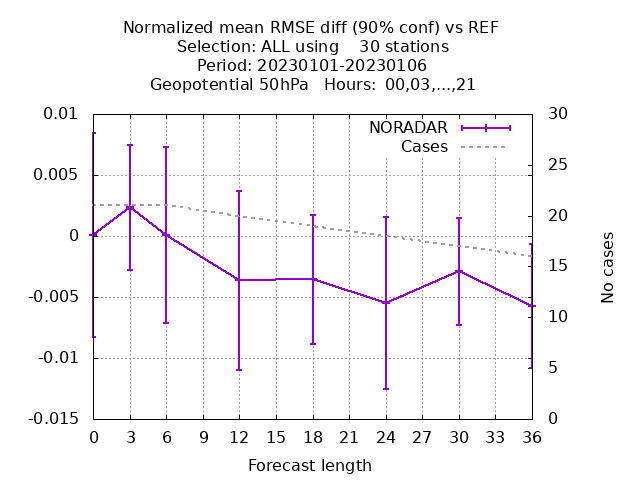 Normalized mean RMSE diff (90% conf) vs REF
Selection: ALL using    30 stations
Period: 20230101-20230106
Geopotential 50hPa   Hours:  00,03,...,21
NORADAR
Cases
0.01
0.005
0
-0.005
-0.01
-0.015
30
25
20
15
10
5
0
No cases
0 3 6 9 12 15 18 21 24 27 30 33 36
Forecast length